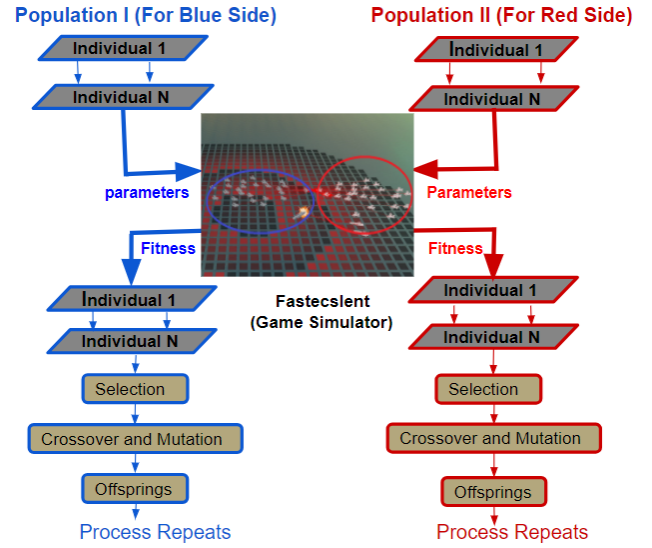 Population I (For Blue Side)
Individual 1
Individual N
parameters
Fitness
Individual 1
Individual N
Selection
Crossover and Mutation
Offsprings
Process Repeats
Fastecslent
(Game Simulator)
Population II (For Red Side)
Individual 1
Individual N
Parameters
Fitness
Individual 1
Individual N
Selection
Crossover and Mutation
Offsprings
Process Repeats